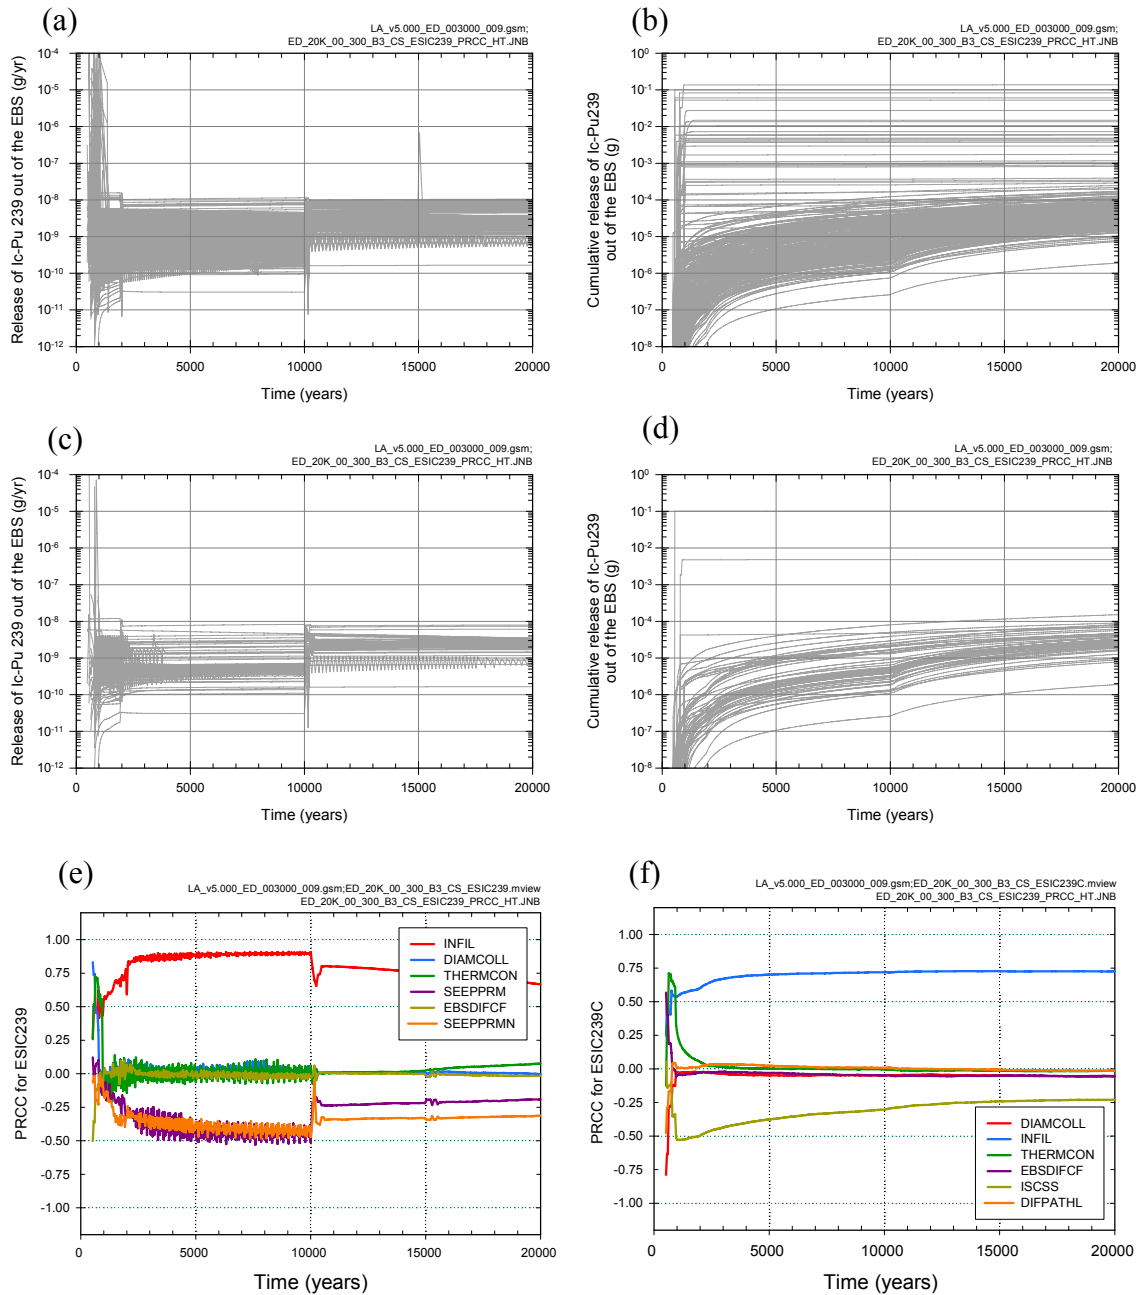 (a)
LA_v5.000_ED_003000_009.gsm;
ED_20K_00_300_B3_CS_ESIC239_PRCC_HT.JNB
Release of Ic-Pu 239 out of the EBS (g/yr)
10-4
10-5
10-6
10-7
10-8
10-9
10-10
10-11
10-12
0 5000 10000 15000 20000
Time (years)
(b)
LA_v5.000_ED_003000_009.gsm;
ED_20K_00_300_B3_CS_ESIC239_PRCC_HT.JNB
Cumulative release of Ic-Pu239
out of the EBS (g)
100
10-1
10-2
10-3
10-4
10-5
10-6
10-7
10-8
0 5000 10000 15000 20000
Time (years)
(c)
LA_v5.000_ED_003000_009.gsm;
ED_20K_00_300_B3_CS_ESIC239_PRCC_HT.JNB
Release of Ic-Pu 239 out of the EBS (g/yr)
10-4
10-5
10-6
10-7
10-8
10-9
10-10
10-11
10-12
0 5000 10000 15000 20000
Time (years)
(d)
LA_v5.000_ED_003000_009.gsm;
ED_20K_00_300_B3_CS_ESIC239_PRCC_HT.JNB
Cumulative release of Ic-Pu239
out of the EBS (g)
100
10-1
10-2
10-3
10-4
10-5
10-6
10-7
10-8
0 5000 10000 15000 20000
Time (years)
(e)
LA_v5.000_ED_003000_009.gsm;ED_20K_00_300_B3_CS_ESIC239.mview
ED_20K_00_300_B3_CS_ESIC239_PRCC_HT.JNB
PRCC for ESIC239
1.00
0.75
0.50
0.25
0.00
-0.25
-0.50
-0.75
-1.00
INFIL
DIAMCOLL
THERMCON
SEEPPRM
EBSDIFCF
SEEPPRMN
0 5000 10000 15000 20000
Time (years)
(f)
LA_v5.000_ED_003000_009.gsm;ED_20K_00_300_B3_CS_ESIC239C.mview
ED_20K_00_300_B3_CS_ESIC239_PRCC_HT.JNB
PRCC for ESIC239C
1.00
0.75
0.50
0.25
0.00
-0.25
-0.50
-0.75
-1.00
DIAMCOLL
INFIL
THERMCON
EBSDIFCF
ISCSS
DIFPATHL
0 5000 10000 15000 20000
Time (years)